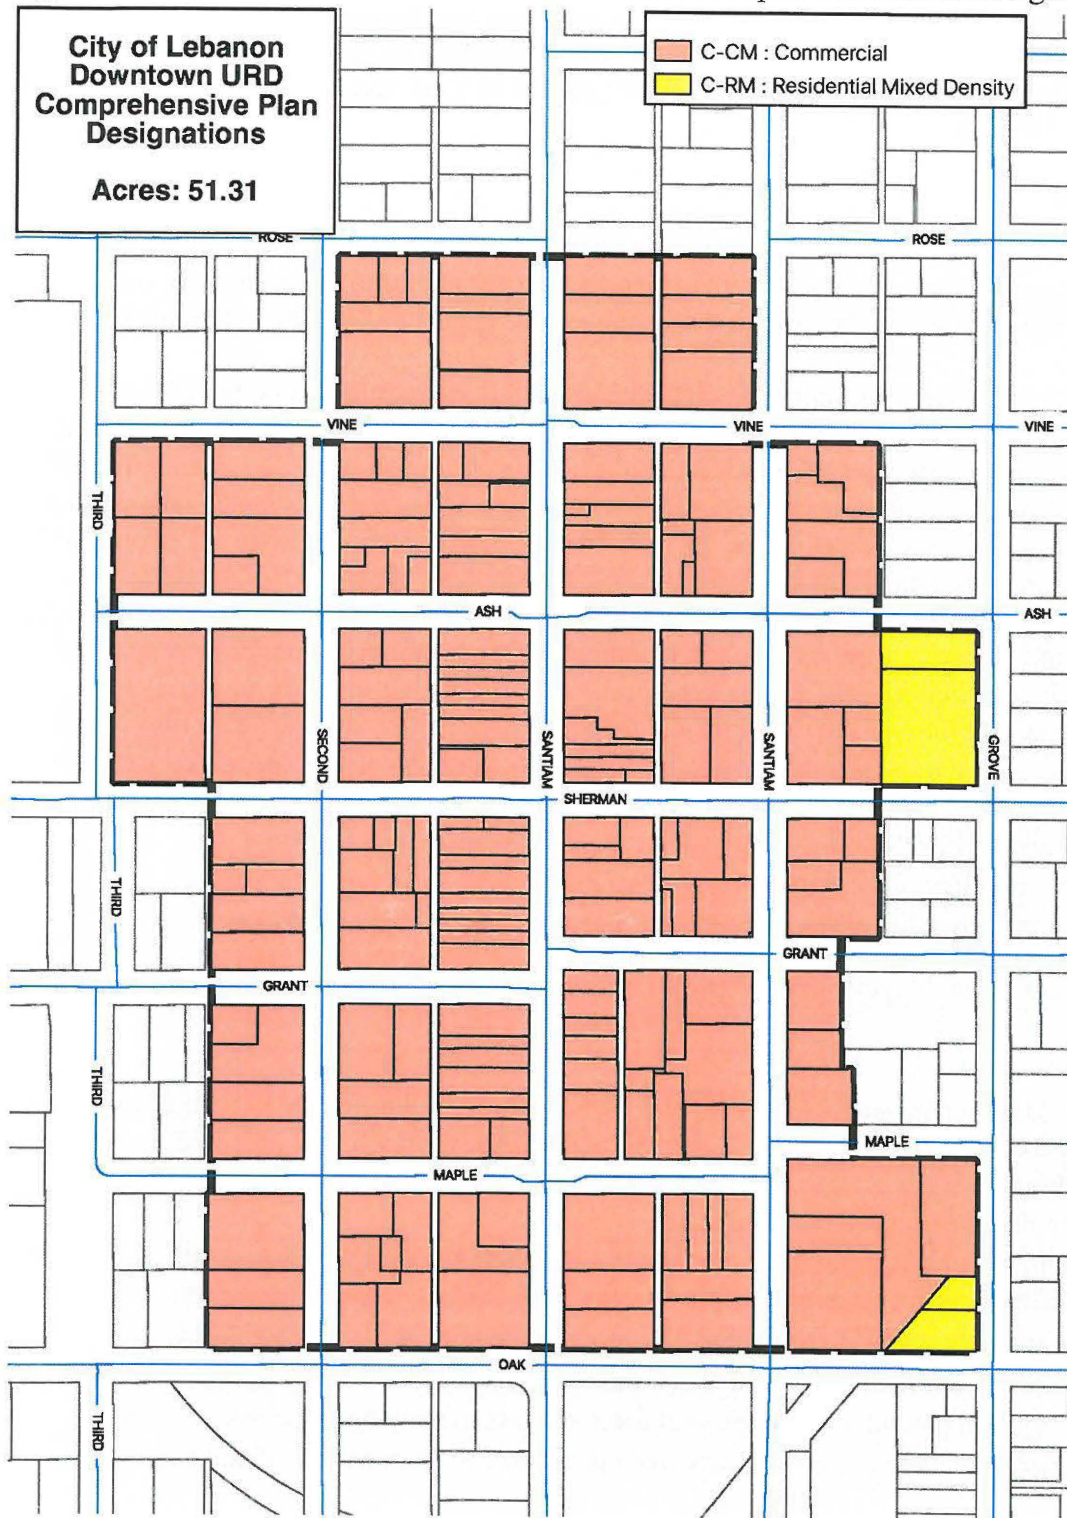 City of Lebanon
Downtown URD
Comprehensive Plan
Designations
Acres: 51.31
C-CM : Commercial
C-RM : Residential Mixed Density
ROSE
ROSE
VINE
VINE
VINE
THIRD
ASH
ASH
SECOND
SANTIAM
SANTIAM
GROVE
SHERMAN
THIRD
GRANT
GRANT
THIRD
MAPLE
MAPLE
OAK
THIRD